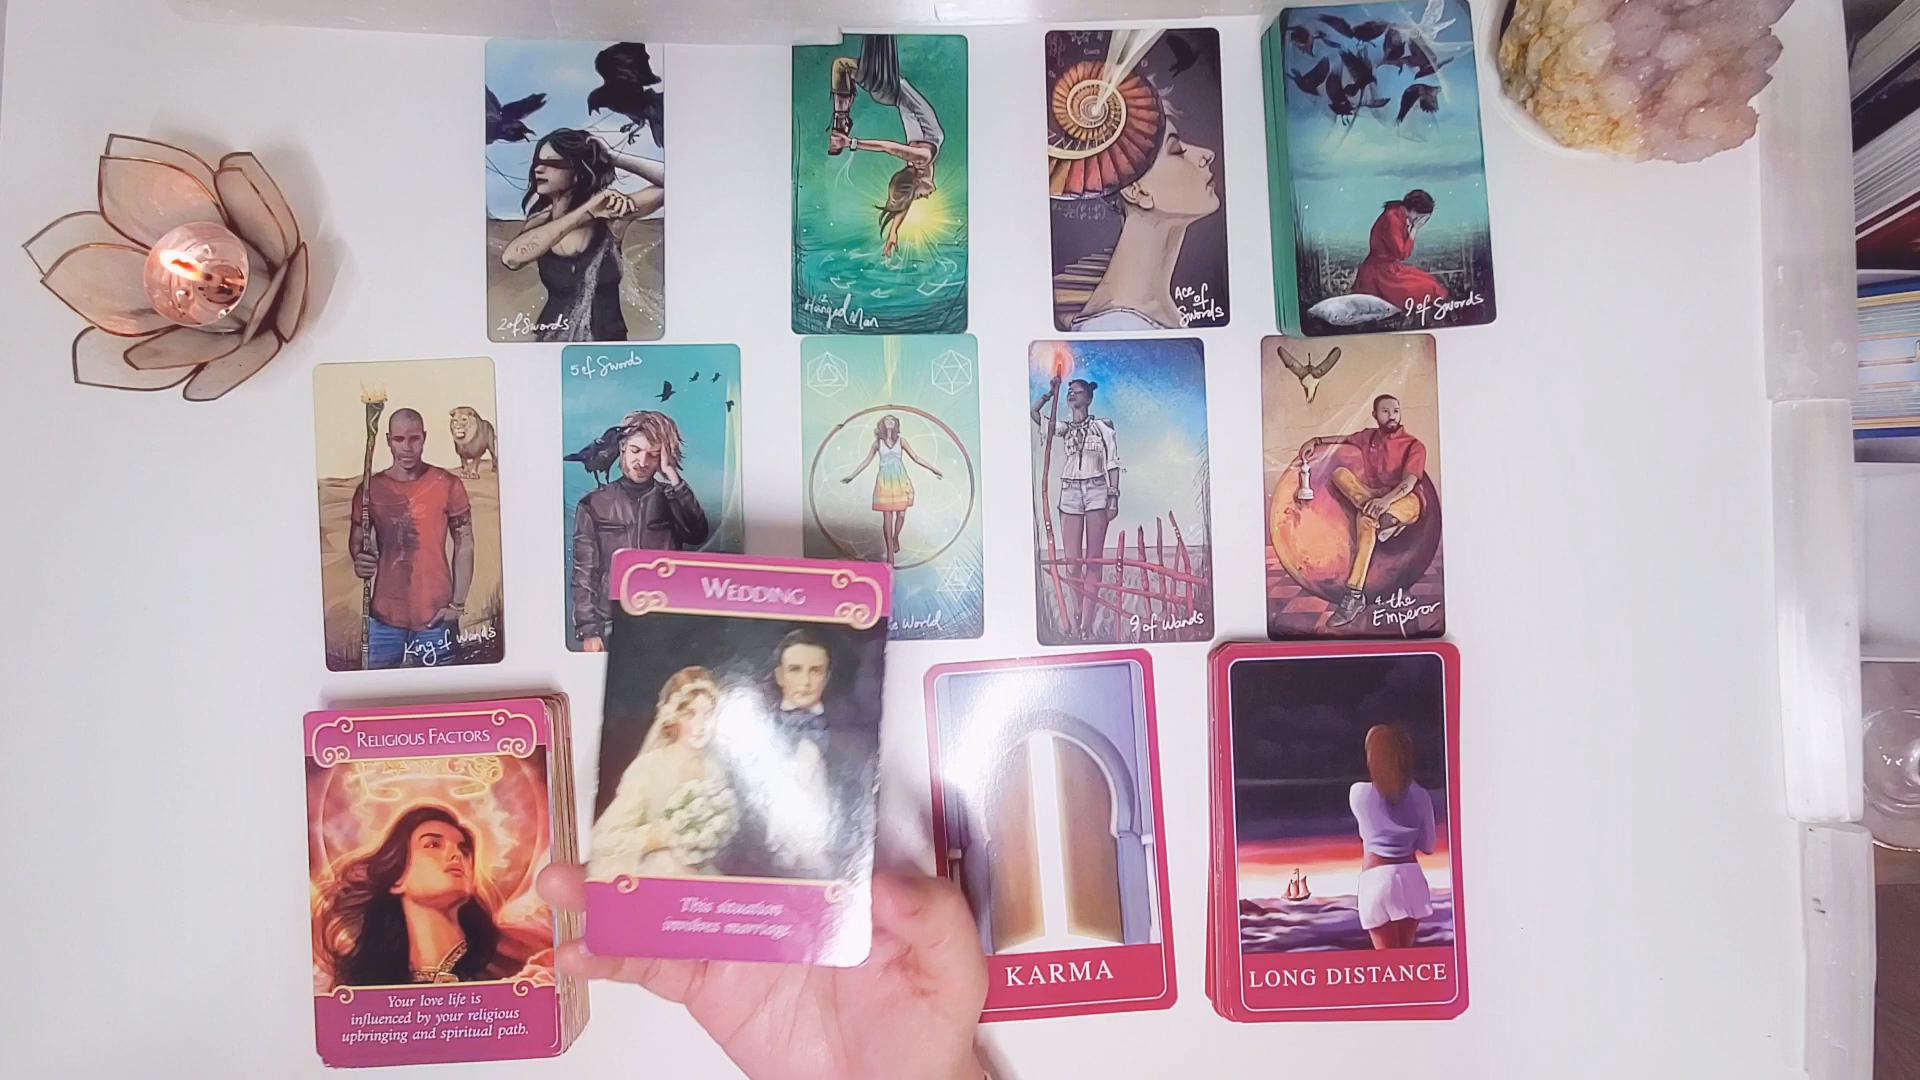 2 of Swords
12. Hanged Man
Ace
of
Swords
9 of Swords
King of Wands
5 of Swords
World
9 of Wands
4. the
Emperor
RELIGIOUS FACTORS
Your love life is
influenced by your religious
upbringing and spiritual path.
WEDDING
This situation
involves marriage.
KARMA
LONG DISTANCE